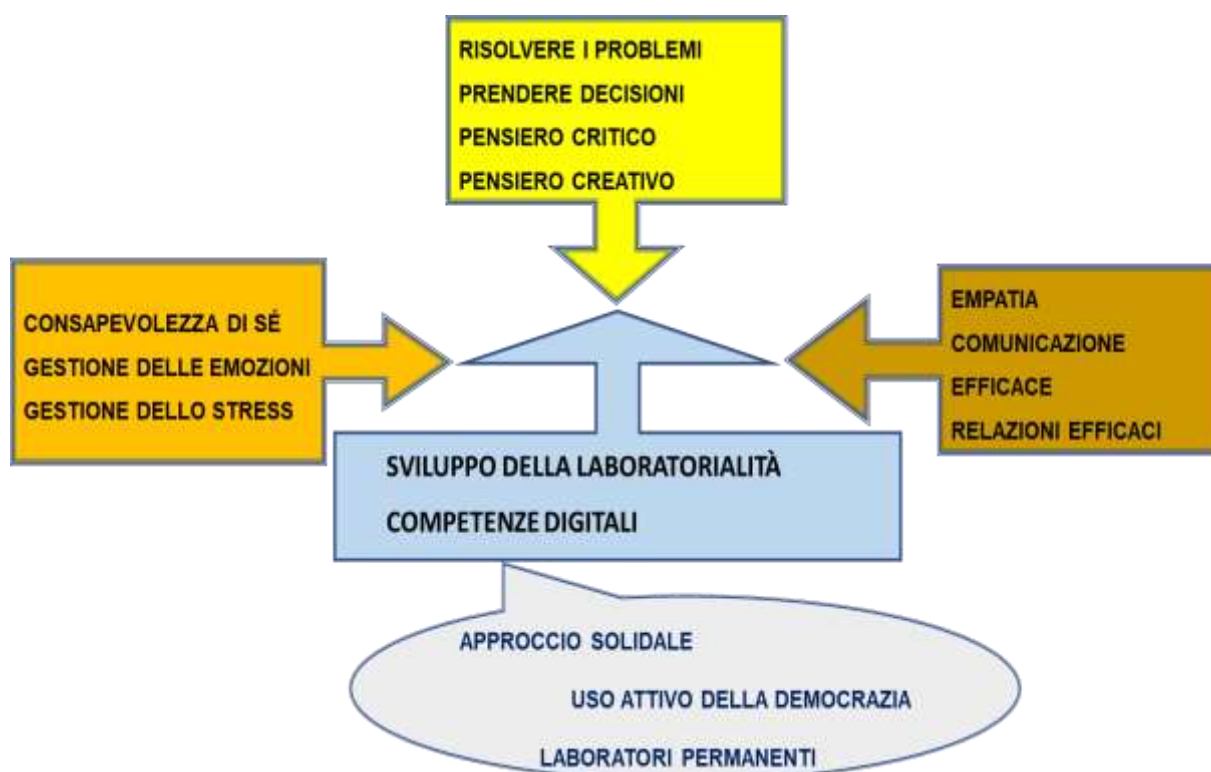 RISOLVERE I PROBLEMI
PRENDERE DECISIONI
PENSIERO CRITICO
PENSIERO CREATIVO
CONSAPEVOLEZZA DI SÉ
GESTIONE DELLE EMOZIONI
GESTIONE DELLO STRESS
EMPATIA
COMUNICAZIONE
EFFICACE
RELAZIONI EFFICACI
SVILUPPO DELLA LABORATORIALITÀ
COMPETENZE DIGITALI
APPROCCIO SOLIDALE
USO ATTIVO DELLA DEMOCRAZIA
LABORATORI PERMANENTI